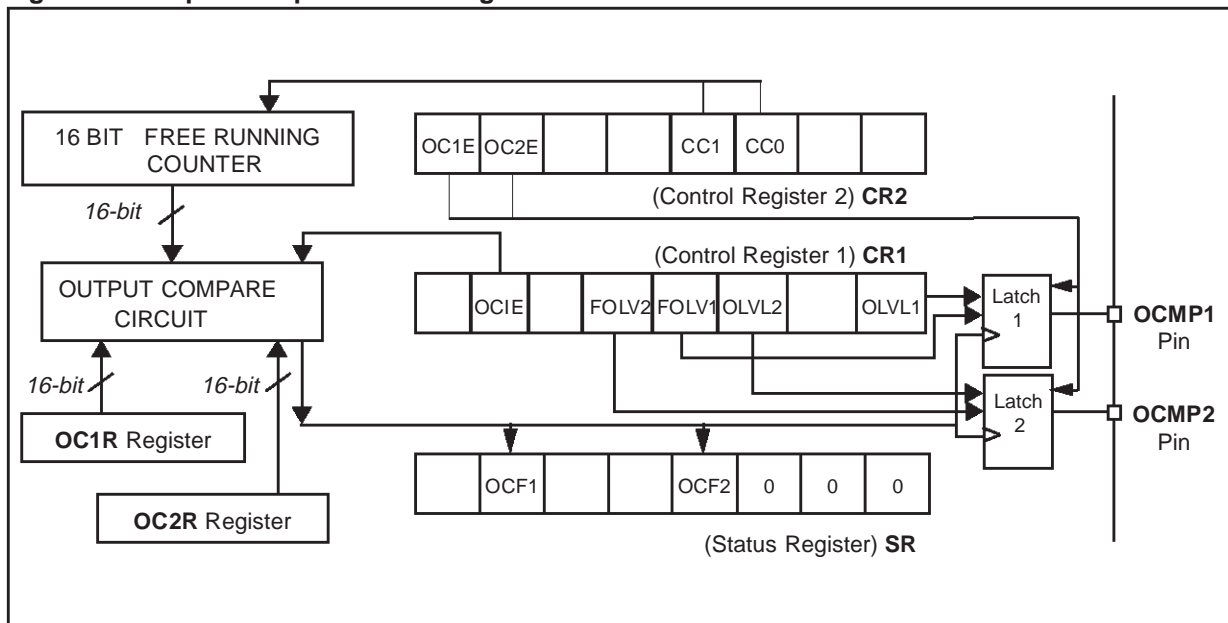 16 BIT FREE RUNNING
COUNTER
OC1E OC2E CC1 CC0
(Control Register 2) CR2
16-bit
(Control Register 1) CR1
OUTPUT COMPARE
CIRCUIT
OCIE FOLV2 FOLV1 OLVL2 OLVL1
Latch
1
OCMP1
Pin
16-bit
16-bit
Latch
2
OCMP2
Pin
OC1R Register
OCF1 OCF2 0 0 0
OC2R Register
(Status Register) SR